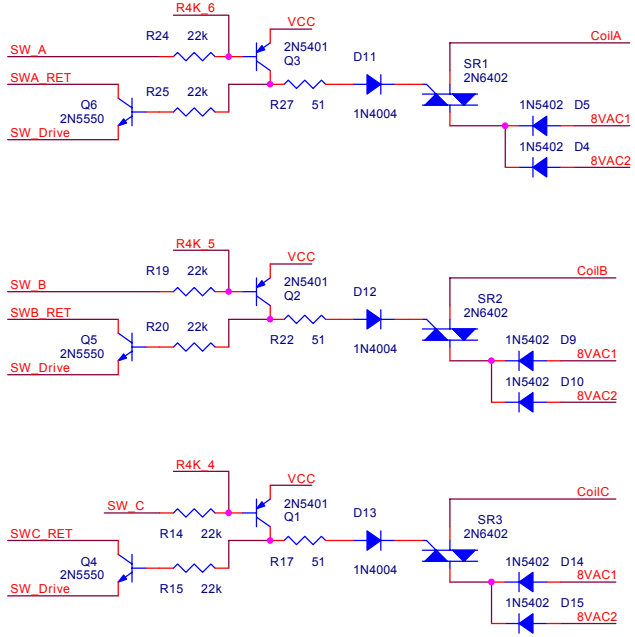 R4K_6
VCC
R24 22k
2N5401
Q3
D11
CoilA
SW_A
SR1
2N6402
SWA_RET
R25 22k
Q6
2N5550
R27 51
1N4004
1N5402 D5
8VAC1
SW_Drive
1N5402 D4
8VAC2
R4K_5
VCC
R19 22k
2N5401
Q2
D12
CoilB
SW_B
SR2
2N6402
SWB_RET
R20 22k
Q5
2N5550
R22 51
1N4004
1N5402 D9
8VAC1
SW_Drive
1N5402 D10
8VAC2
R4K_4
VCC
2N5401
Q1
D13
CoilC
SW_C
R14 22k
SR3
2N6402
SWC_RET
Q4
2N5550
R17 51
1N4004
1N5402 D14
8VAC1
SW_Drive
R15 22k
1N5402 D15
8VAC2